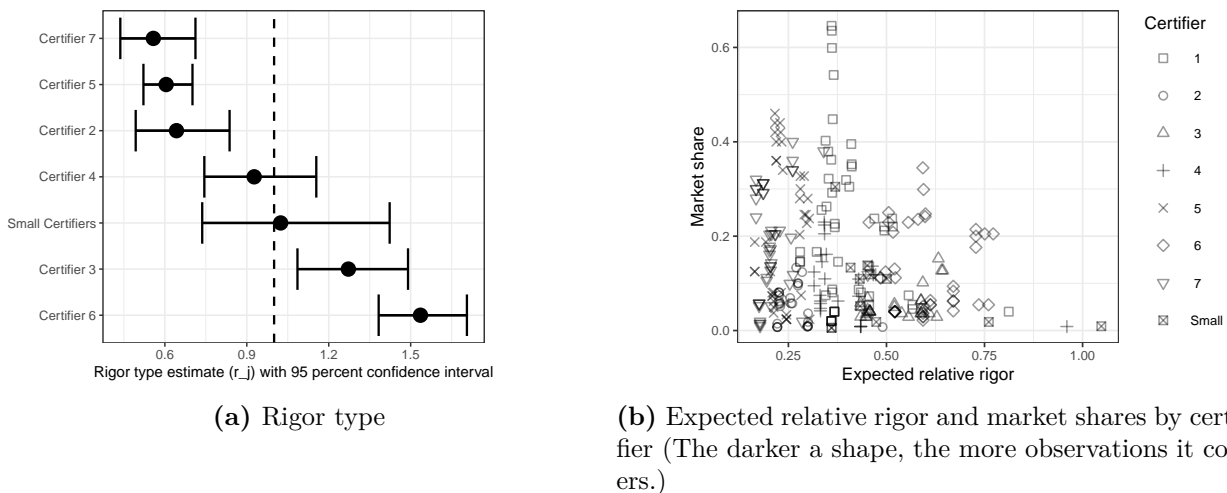 Certifier 7
Certifier 5
Certifier 2
Certifier 4
Small Certifiers
Certifier 3
Certifier 6
0.6 0.9 1.2 1.5
Rigor type estimate (r_j) with 95 percent confidence interval
(a) Rigor type
0.6
0.4
0.2
0.0
Market share
0.25 0.50 0.75 1.00
Expected relative rigor
Certifier
1
2
3
4
5
6
7
Small
(b) Expected relative rigor and market shares by cert
fier (The darker a shape, the more observations it co
ers.)